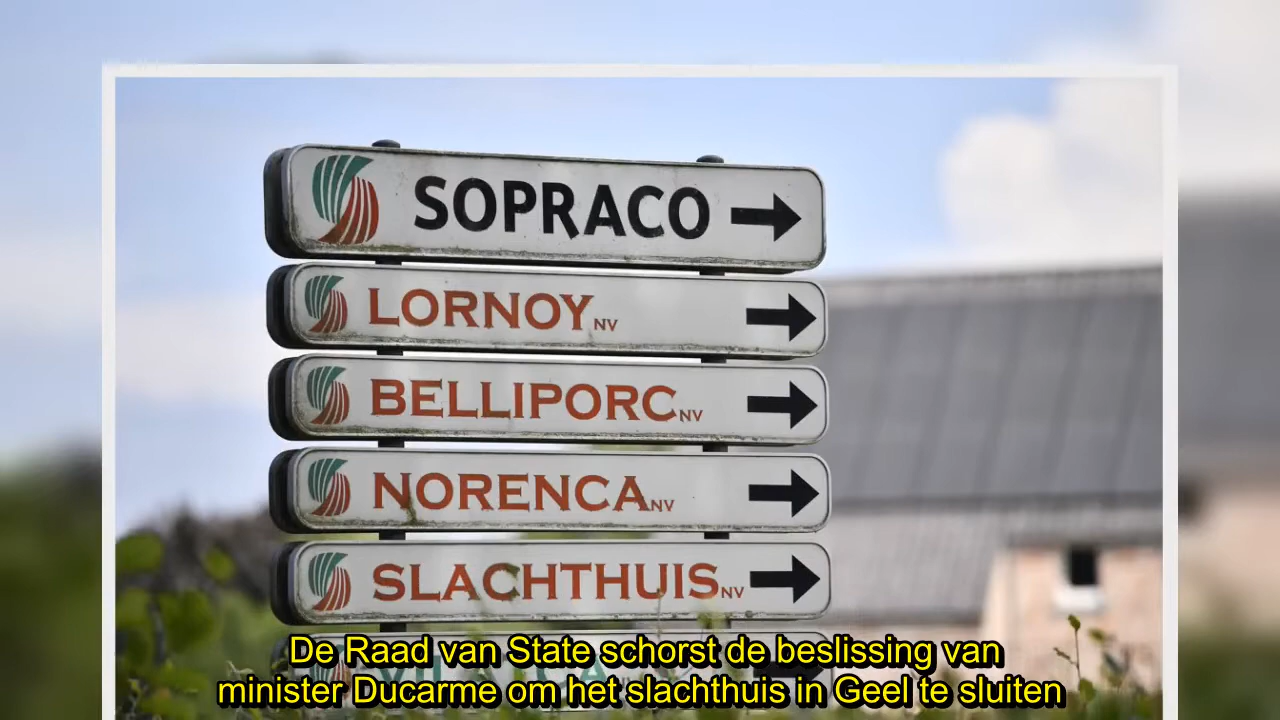 SOPRACO
LORNOY NV
BELLIPORC NV
NORENCA NV
SLACHTHUIS NV
De Raad van State schorst de beslissing van
minister Ducarme om het slachthuis in Geel te sluiten